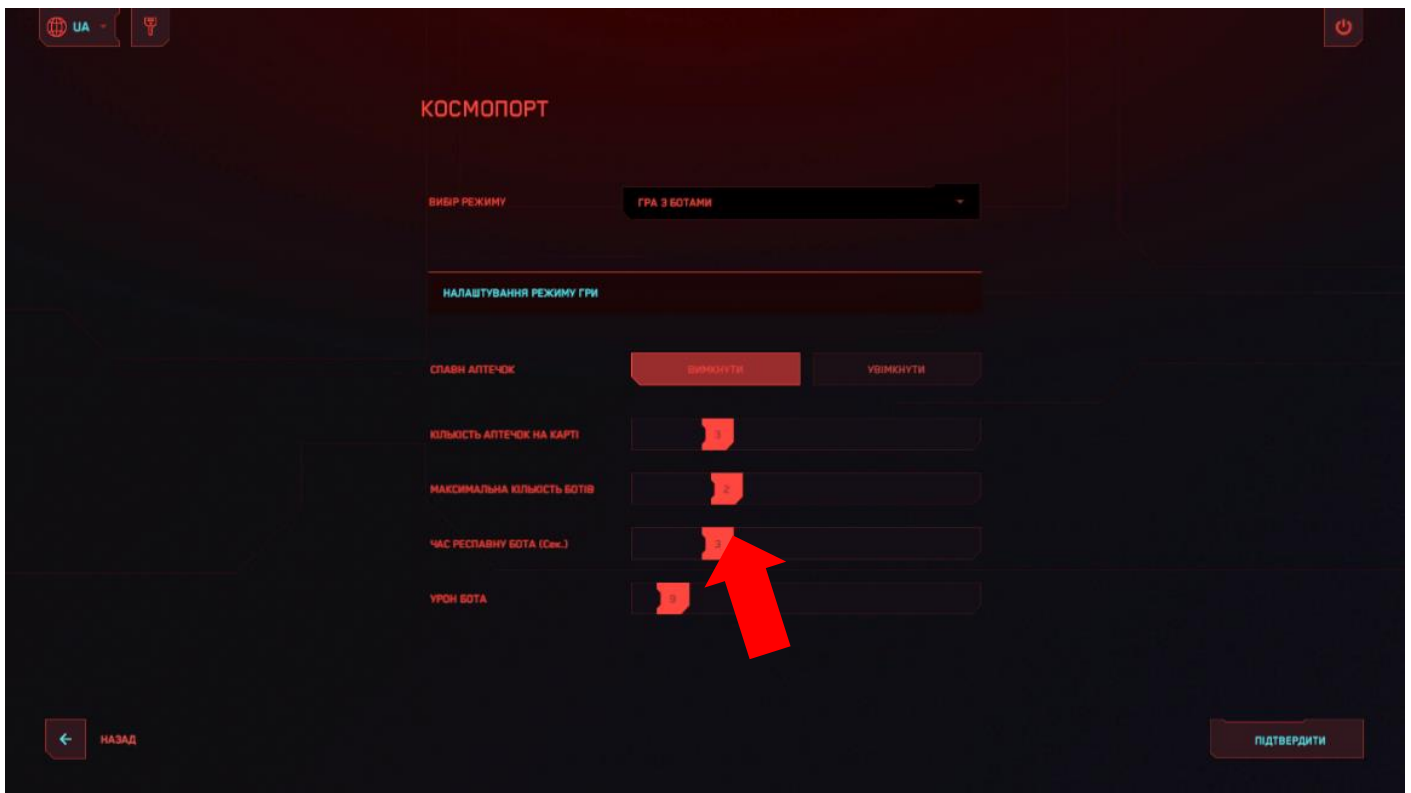 UA
КОСМОПОРТ
ВИБІР РЕЖИМУ
ГРА З БОТАМИ
НАЛАШТУВАННЯ РЕЖИМУ ГРИ
СПАВН АПТЕЧОК
ВИМКНУТИ
УВІМКНУТИ
КІЛЬКІСТЬ АПТЕЧОК НА КАРТІ
3
МАКСИМАЛЬНА КІЛЬКІСТЬ БОТІВ
2
ЧАС РЕСПАВНУ БОТА (Сек.)
3
УРОН БОТА
9
НАЗАД
ПІДТВЕРДИТИ